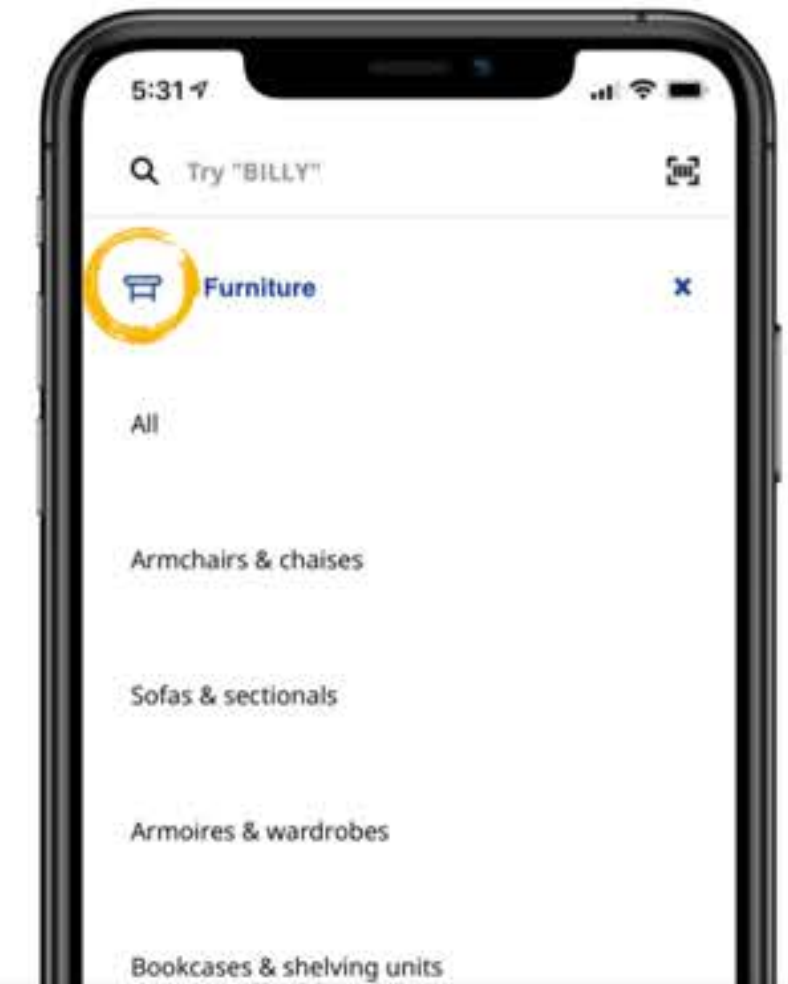 5:31
Try "BILLY"
Furniture
All
Armchairs & chaises
Sofas & sectionals
Armoires & wardrobes
Bookcases & shelving units